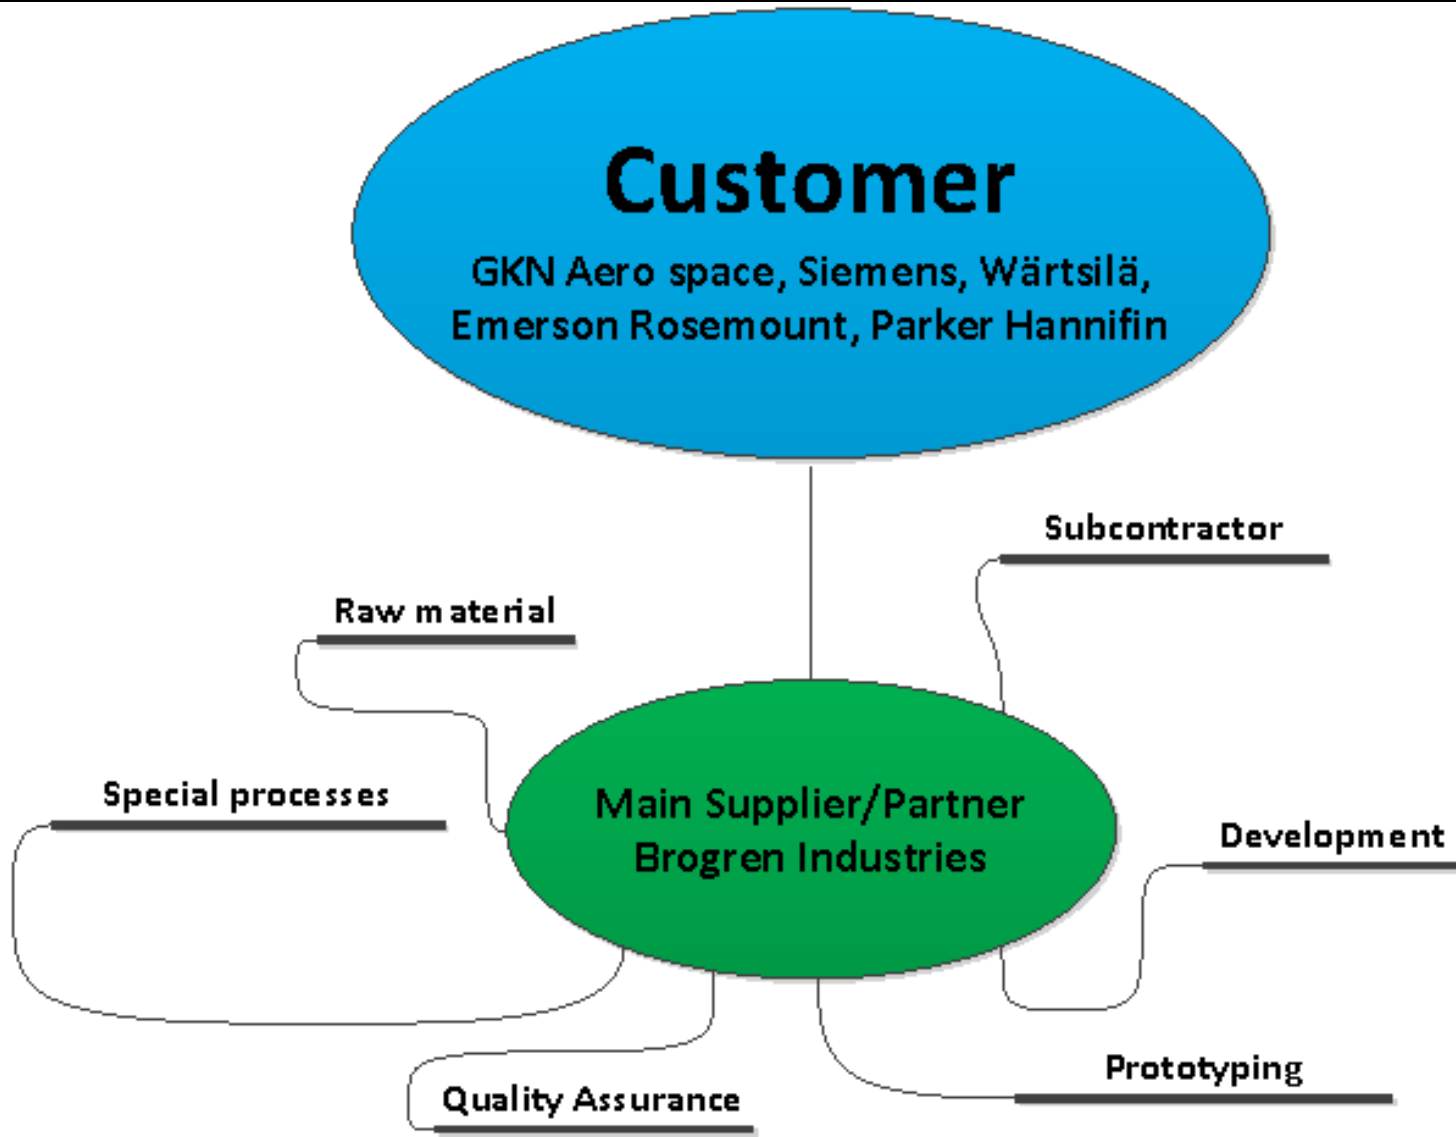 Customer
GKN Aero space, Siemens, Wärtsilä,
Emerson Rosemount, Parker Hannifin
Subcontractor
Raw material
Special processes
Main Supplier/Partner
Brogren Industries
Development
Prototyping
Quality Assurance